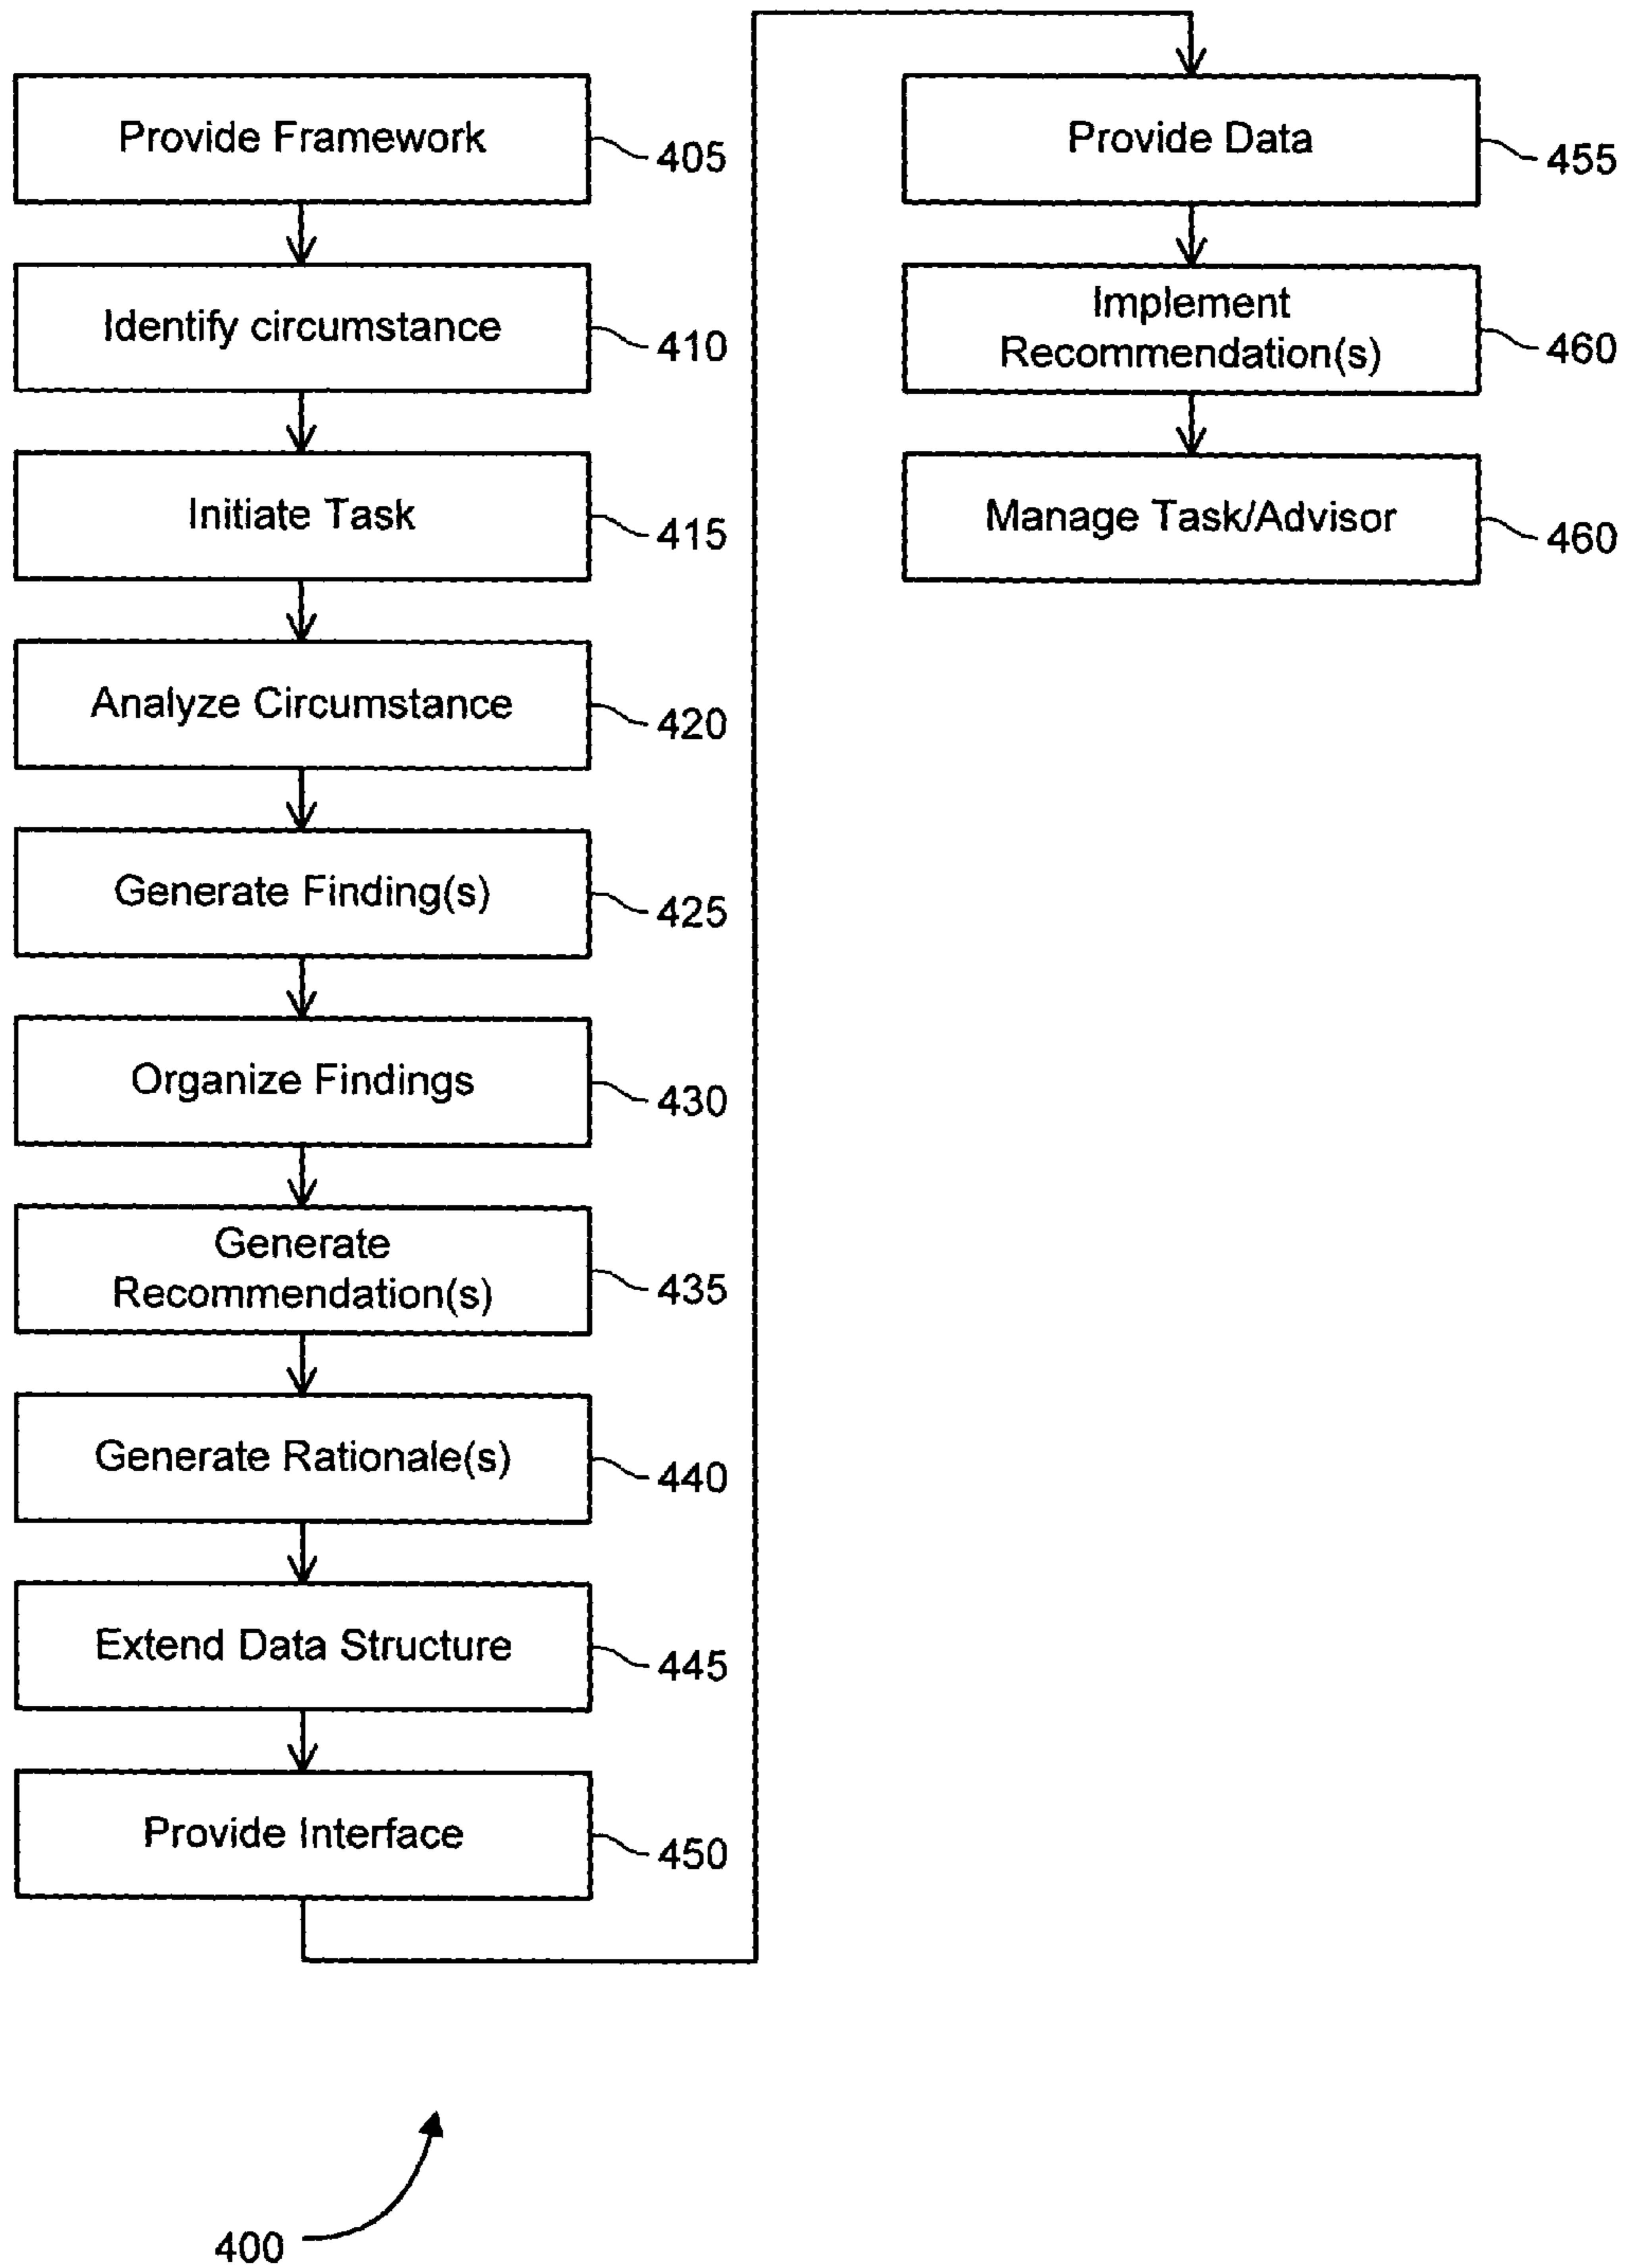 Provide Framework
405
Identify circumstance
410
Initiate Task
415
Analyze Circumstance
420
Generate Finding(s)
425
Organize Findings
430
Generate
Recommendation(s)
435
Generate Rationale(s)
440
Extend Data Structure
445
Provide Interface
450
Provide Data
455
Implement
Recommendation(s)
460
Manage Task/Advisor
460
400